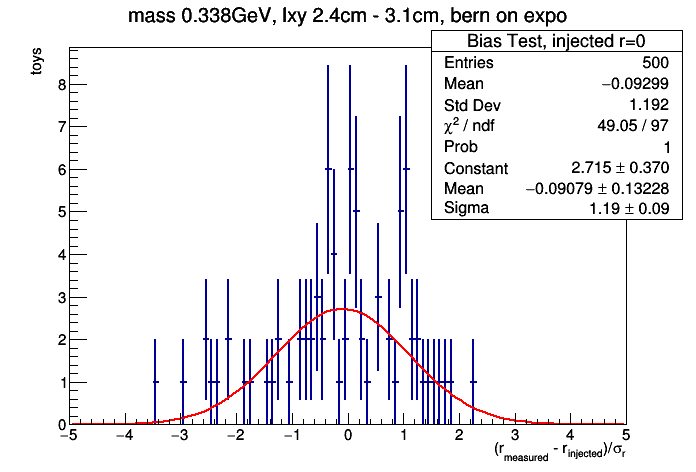 mass 0.338GeV, lxy 2.4cm - 3.1cm, bern on expo
toys
Bias Test, injected r=0
Entries 500
Mean −0.09299
Std Dev 1.192
χ² / ndf 49.05 / 97
Prob 1
Constant 2.715 ± 0.370
Mean −0.09079 ± 0.13228
Sigma 1.19 ± 0.09
8
7
6
5
4
3
2
1
0
−5 −4 −3 −2 −1 0 1 2 3 4 5
(r_measured - r_injected)/σ_r